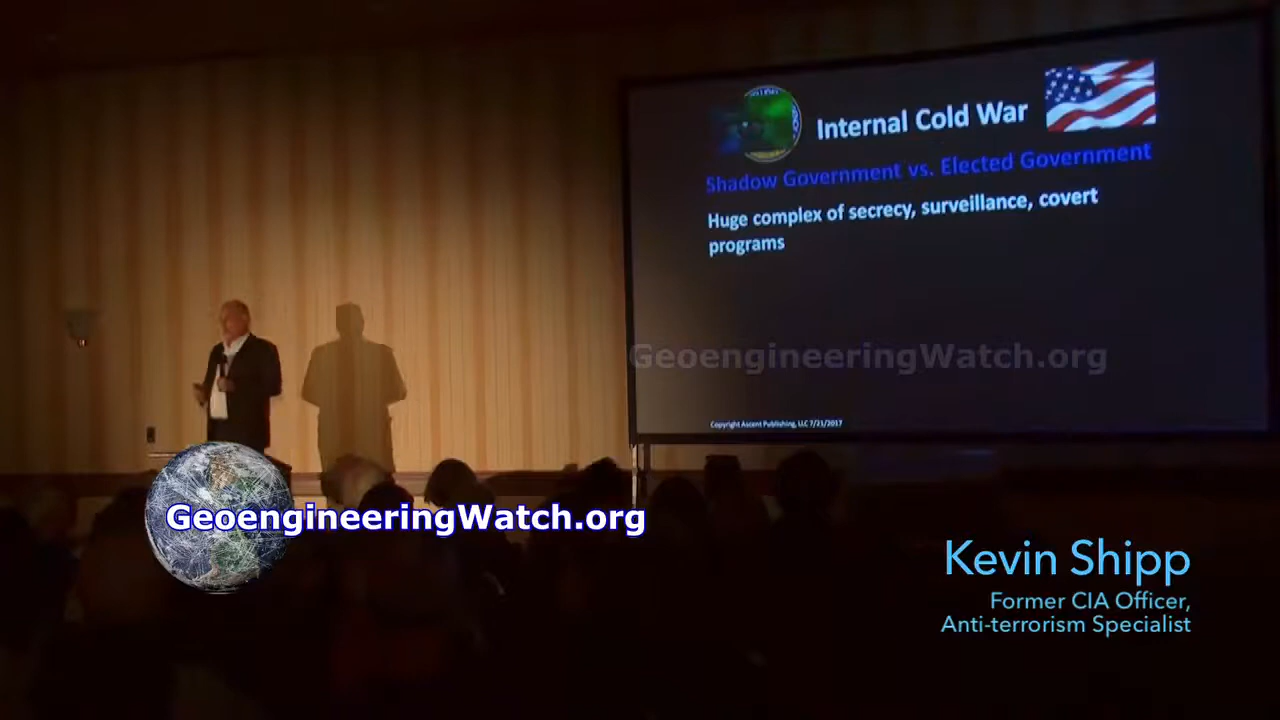 Internal Cold War
Shadow Government vs. Elected Government
Huge complex of secrecy, surveillance, covert
programs
GeoengineeringWatch.org
Copyright Ascent Publishing, LLC 7/21/2017
GeoengineeringWatch.org
Kevin Shipp
Former CIA Officer,
Anti-terrorism Specialist